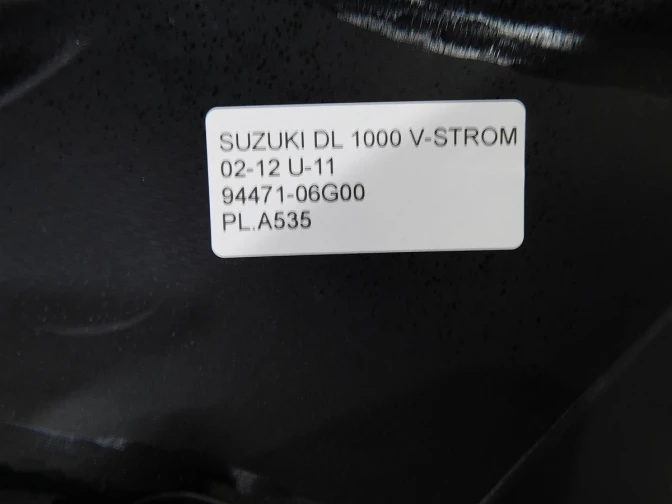 SUZUKI DL 1000 V-STROM
02-12 U-11
94471-06G00
PL.A535